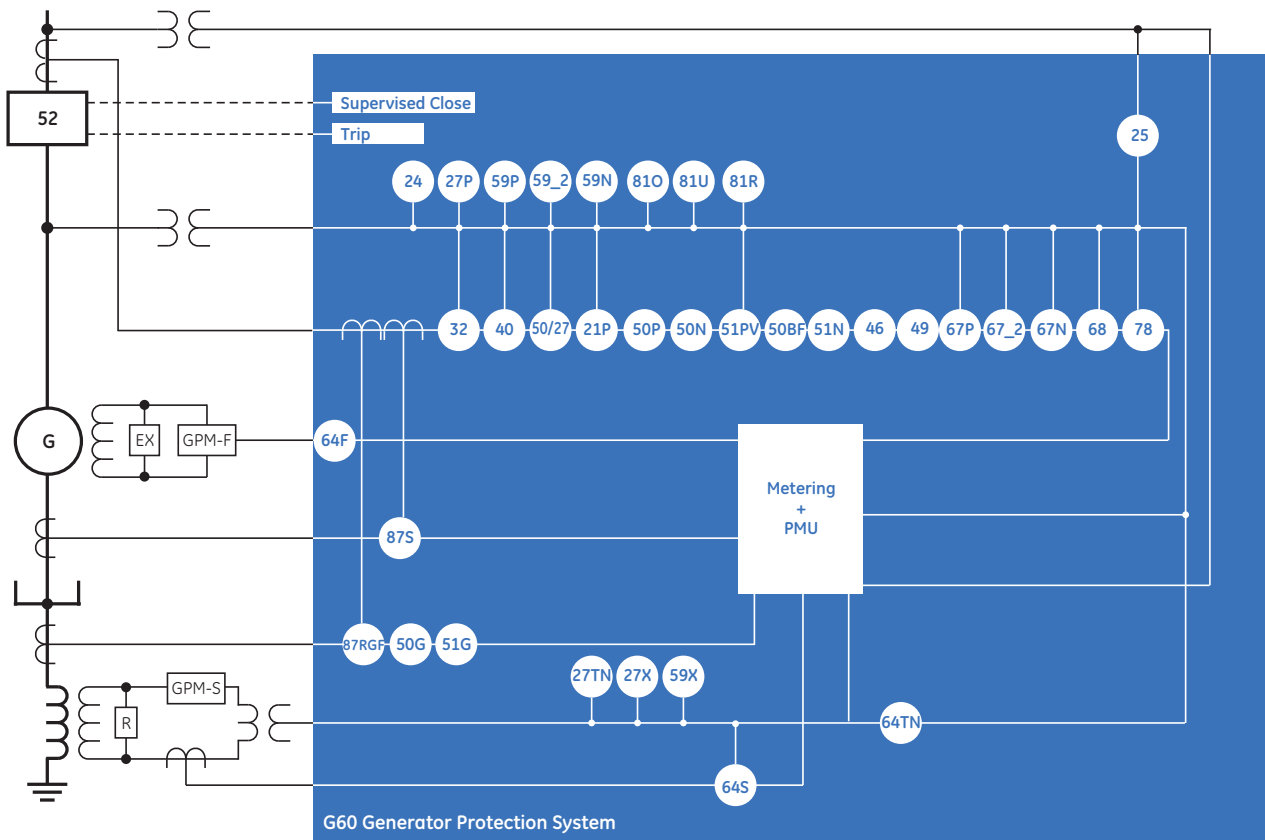 52
Supervised Close
Trip
25
24 27P 59P 59_2 59N 81O 81U 81R
32 40 50/27 21P 50P 50N 51PV 50BF 51N 46 49 67P 67_2 67N 68 78
G
EX
GPM-F
64F
Metering
+
PMU
87S
87RGF 50G 51G
27TN 27X 59X
GPM-S
R
64TN
64S
G60 Generator Protection System